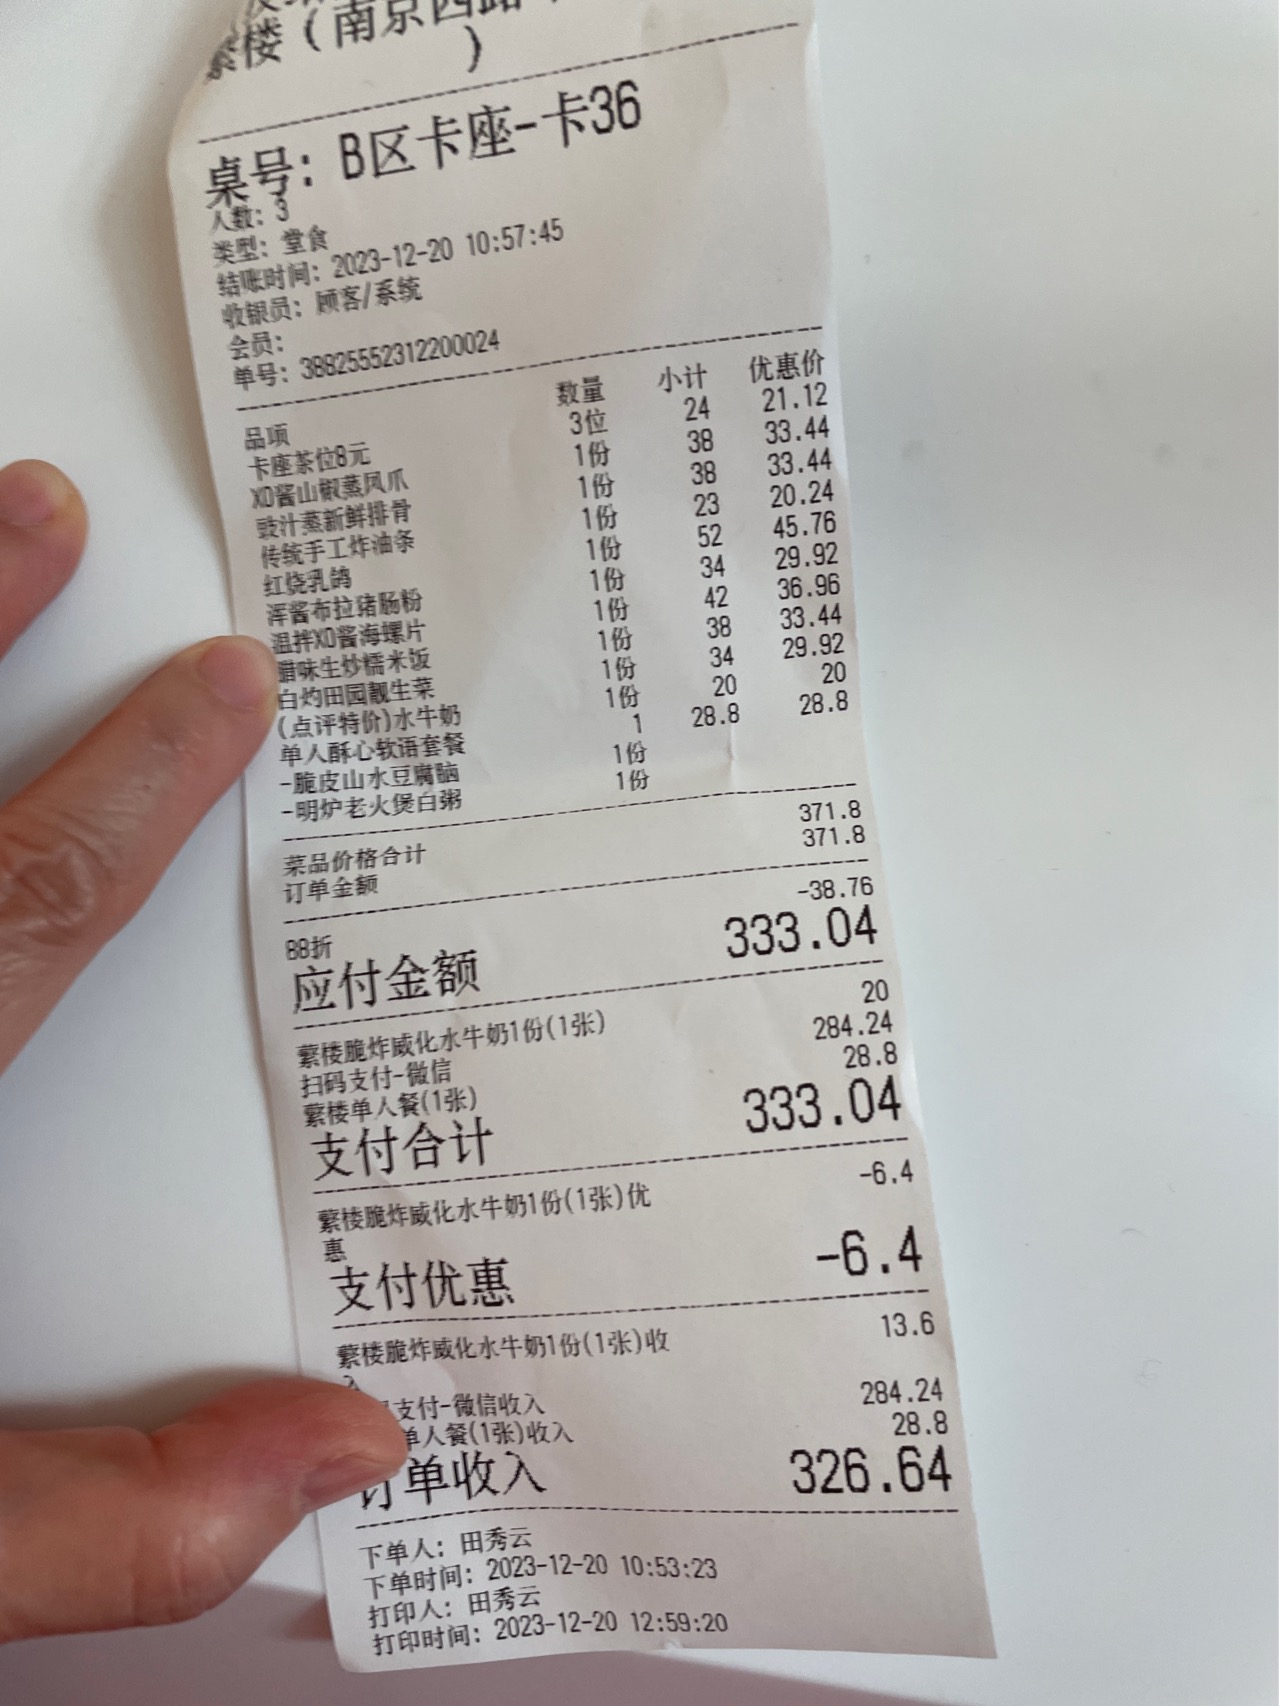 楼（南京西路
）
桌号：B区卡座-卡36
人数：3
类型：堂食
结账时间：2023-12-20 10:57:45
收银员：顾客/系统
会员：
单号：38825552312200024
品项 数量 小计 优惠价
卡座茶位8元 3位 24 21.12
XO酱山椒蒸凤爪 1份 38 33.44
豉汁蒸新鲜排骨 1份 38 33.44
传统手工炸油条 1份 23 20.24
红烧乳鸽 1份 52 45.76
浑酱布拉猪肠粉 1份 34 29.92
温拌XO酱海螺片 1份 42 36.96
腊味生炒糯米饭 1份 38 33.44
白灼田园靓生菜 1份 34 29.92
(点评特价)水牛奶 1份 20 20
单人酥心软语套餐 1 28.8 28.8
-脆皮山水豆腐脑 1份
-明炉老火煲白粥 1份
菜品价格合计 371.8
订单金额 371.8
88折 -38.76
应付金额 333.04
蘩楼脆炸威化水牛奶1份(1张) 20
扫码支付-微信 284.24
蘩楼单人餐(1张) 28.8
支付合计 333.04
蘩楼脆炸威化水牛奶1份(1张)优 -6.4
惠
支付优惠 -6.4
蘩楼脆炸威化水牛奶1份(1张)收 13.6
入
支付-微信收入 284.24
单人餐(1张)收入 28.8
订单收入 326.64
下单人：田秀云
下单时间：2023-12-20 10:53:23
打印人：田秀云
打印时间：2023-12-20 12:59:20